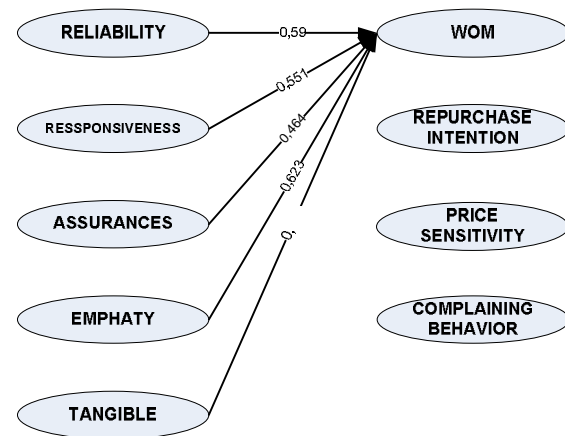 RELIABILITY
0,59
WOM
RESSPONSIVENESS
0,551
REPURCHASE
INTENTION
0,464
ASSURANCES
0,623
PRICE
SENSITIVITY
0,
EMPHATY
COMPLAINING
BEHAVIOR
TANGIBLE